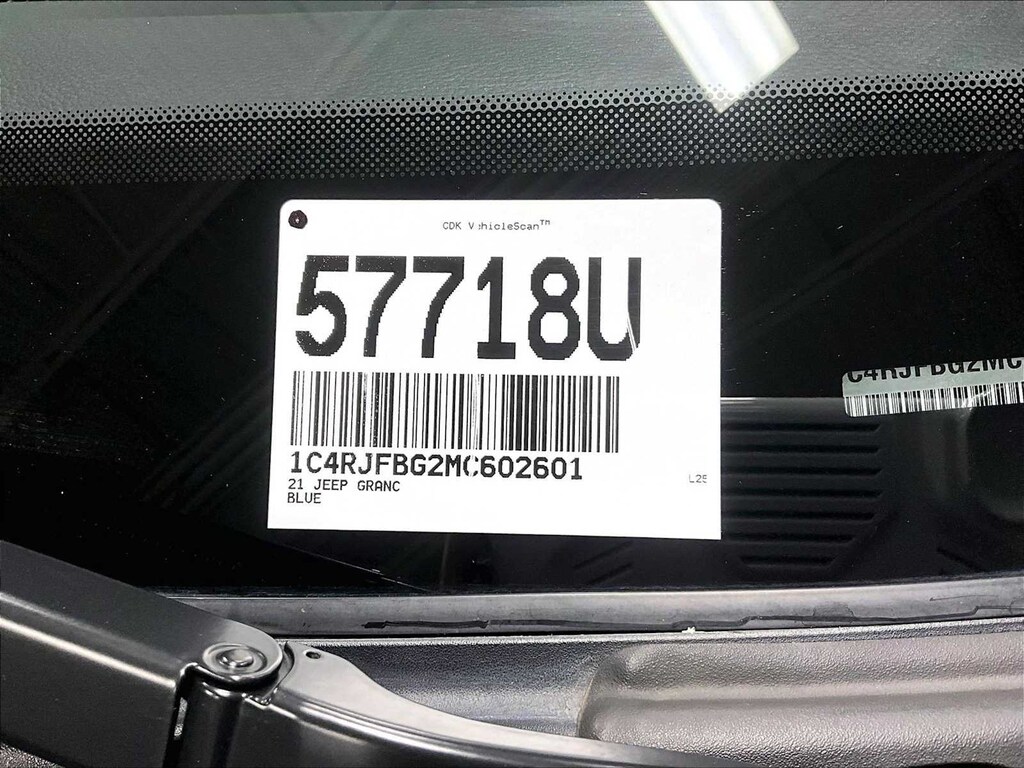 CDK VehicleScan™
57718U
1C4RJFBG2MC602601
21 JEEP GRANC
BLUE
L25
C4RJFBG2MC